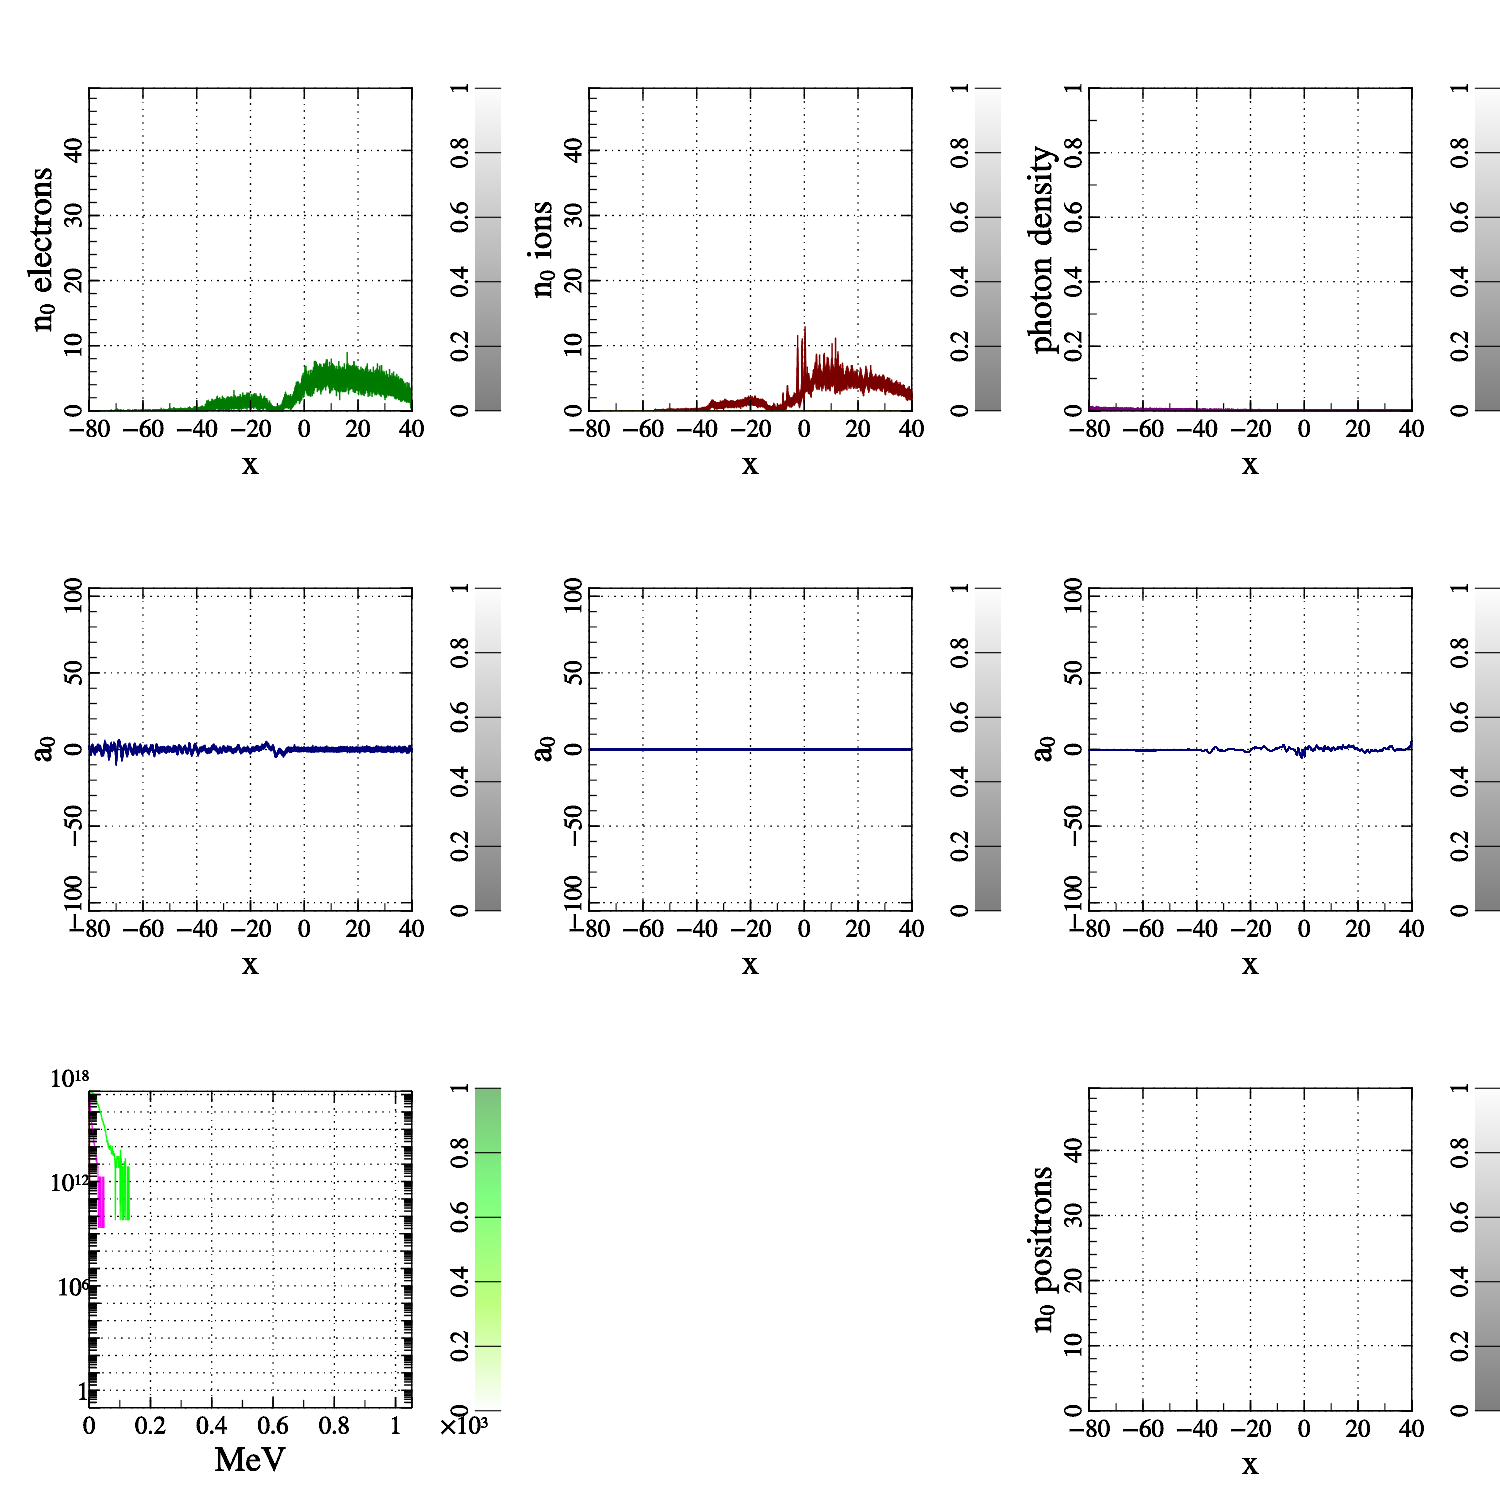 n₀ electrons
0 10 20 30 40
−80 −60 −40 −20 0 20 40
x
0 0.2 0.4 0.6 0.8 1
n₀ ions
0 10 20 30 40
−80 −60 −40 −20 0 20 40
x
0 0.2 0.4 0.6 0.8 1
photon density
0 0.2 0.4 0.6 0.8 1
−80 −60 −40 −20 0 20 40
x
0 0.2 0.4 0.6 0.8 1
a₀
−100 −50 0 50 100
−80 −60 −40 −20 0 20 40
x
0 0.2 0.4 0.6 0.8 1
a₀
−100 −50 0 50 100
−80 −60 −40 −20 0 20 40
x
0 0.2 0.4 0.6 0.8 1
a₀
−100 −50 0 50 100
−80 −60 −40 −20 0 20 40
x
0 0.2 0.4 0.6 0.8 1
10¹⁸
10¹²
10⁶
1
0 0.2 0.4 0.6 0.8 1
×10³
MeV
0 0.2 0.4 0.6 0.8 1
n₀ positrons
0 10 20 30 40
−80 −60 −40 −20 0 20 40
x
0 0.2 0.4 0.6 0.8 1